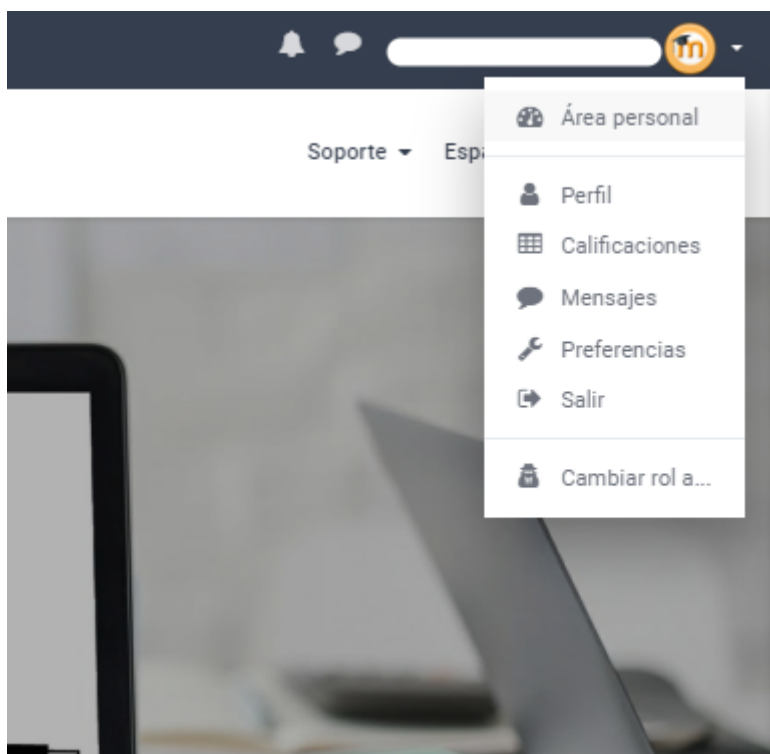 m
Soporte
Área personal
Perfil
Calificaciones
Mensajes
Preferencias
Salir
Cambiar rol a...